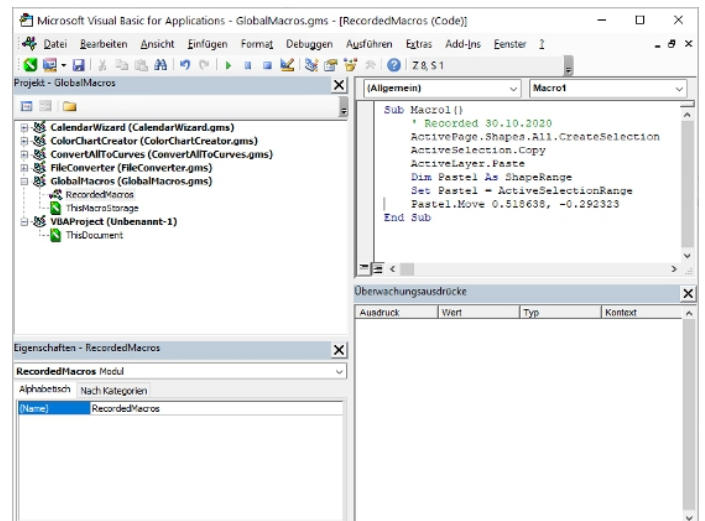 Microsoft Visual Basic for Applications - GlobalMacros.gms - [RecordedMacros (Code)]
Datei Bearbeiten Ansicht Einfügen Format Debuggen Ausführen Extras Add-Ins Fenster ?
Z 8, S 1
Projekt - GlobalMacros
CalendarWizard (CalendarWizard.gms)
ColorChartCreator (ColorChartCreator.gms)
ConvertAllToCurves (ConvertAllToCurves.gms)
FileConverter (FileConverter.gms)
GlobalMacros (GlobalMacros.gms)
RecordedMacros
ThisMacroStorage
VBAProject (Unbenannt-1)
ThisDocument
Eigenschaften - RecordedMacros
RecordedMacros Modul
Alphabetisch Nach Kategorien
(Name) RecordedMacros
(Allgemein) Macro1
Sub Macro1()
' Recorded 30.10.2020
ActivePage.Shapes.All.CreateSelection
ActiveSelection.Copy
ActiveLayer.Paste
Dim Paste1 As ShapeRange
Set Paste1 = ActiveSelectionRange
Paste1.Move 0.518638, -0.292323
End Sub
Überwachungsausdrücke
Ausdruck Wert Typ Kontext